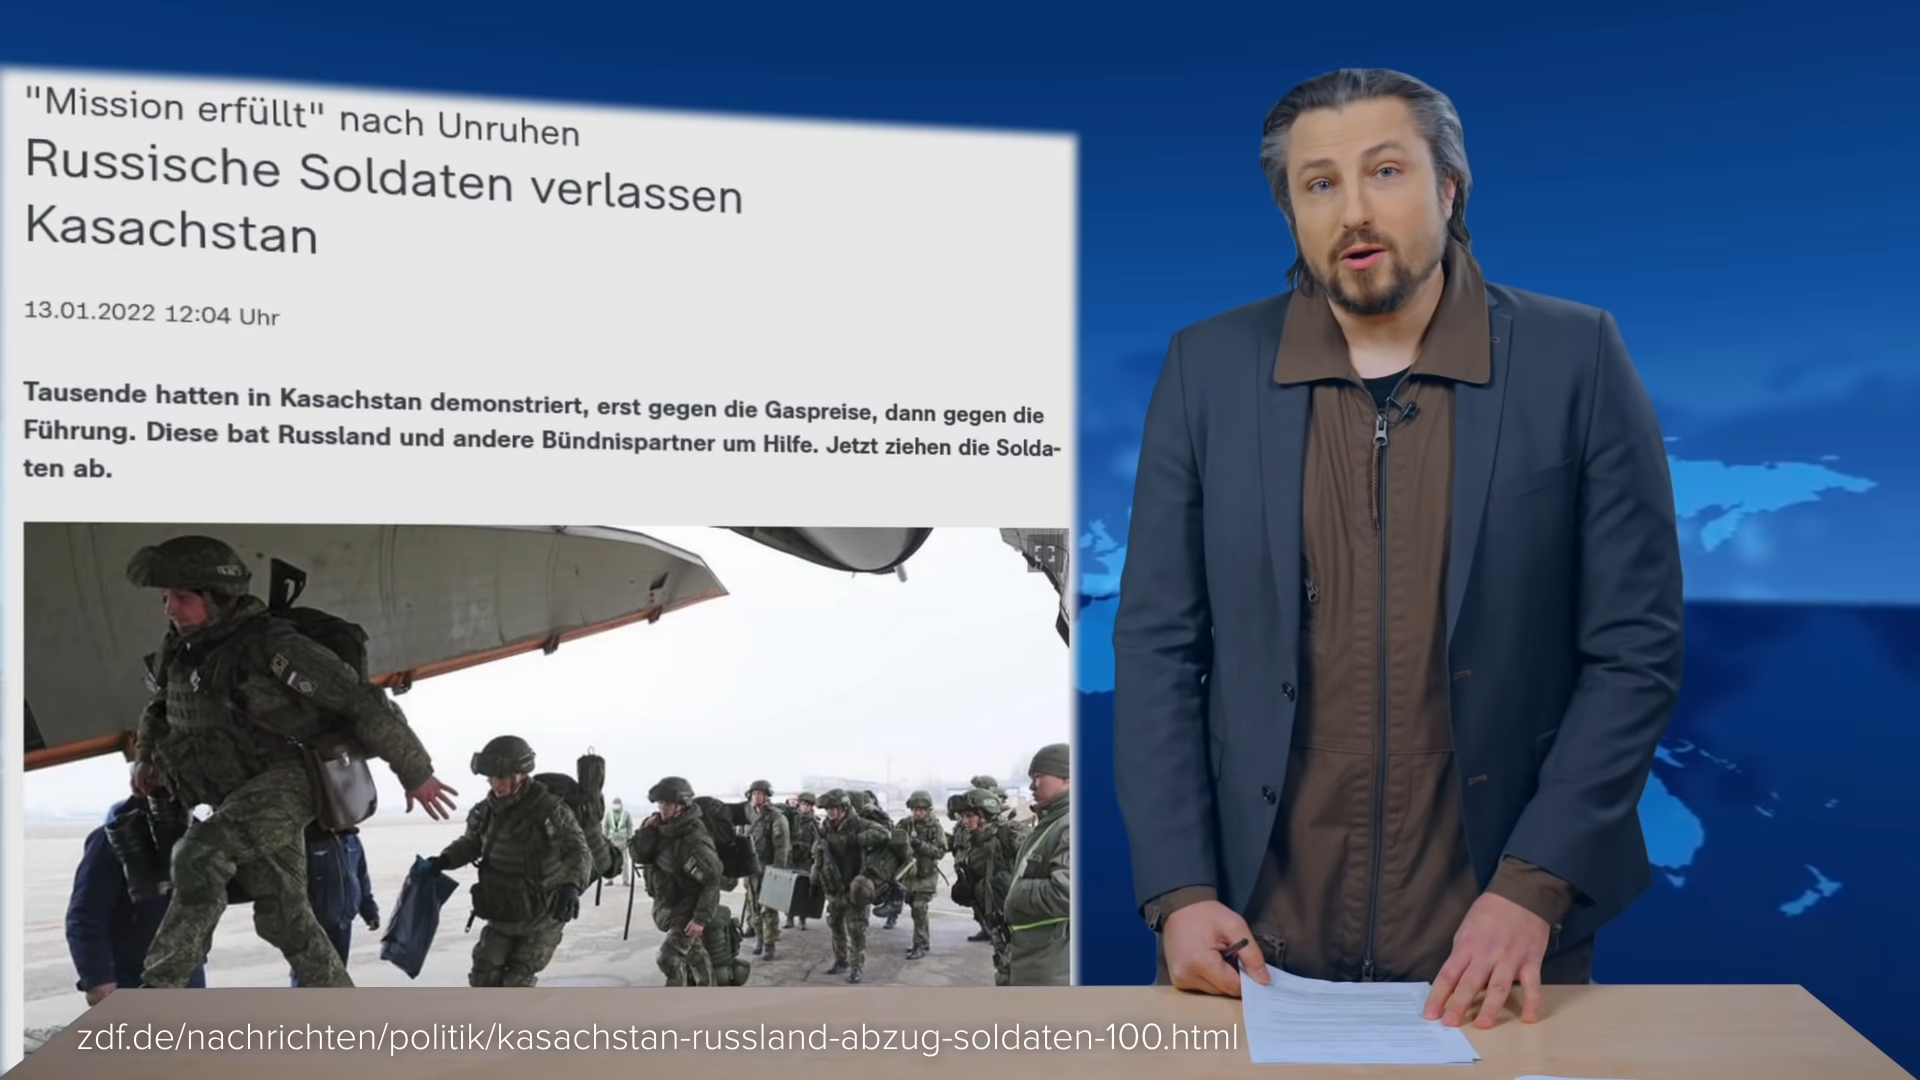 "Mission erfüllt" nach Unruhen
Russische Soldaten verlassen
Kasachstan
13.01.2022 12:04 Uhr
Tausende hatten in Kasachstan demonstriert, erst gegen die Gaspreise, dann gegen die
Führung. Diese bat Russland und andere Bündnispartner um Hilfe. Jetzt ziehen die Solda-
ten ab.
zdf.de/nachrichten/politik/kasachstan-russland-abzug-soldaten-100.html